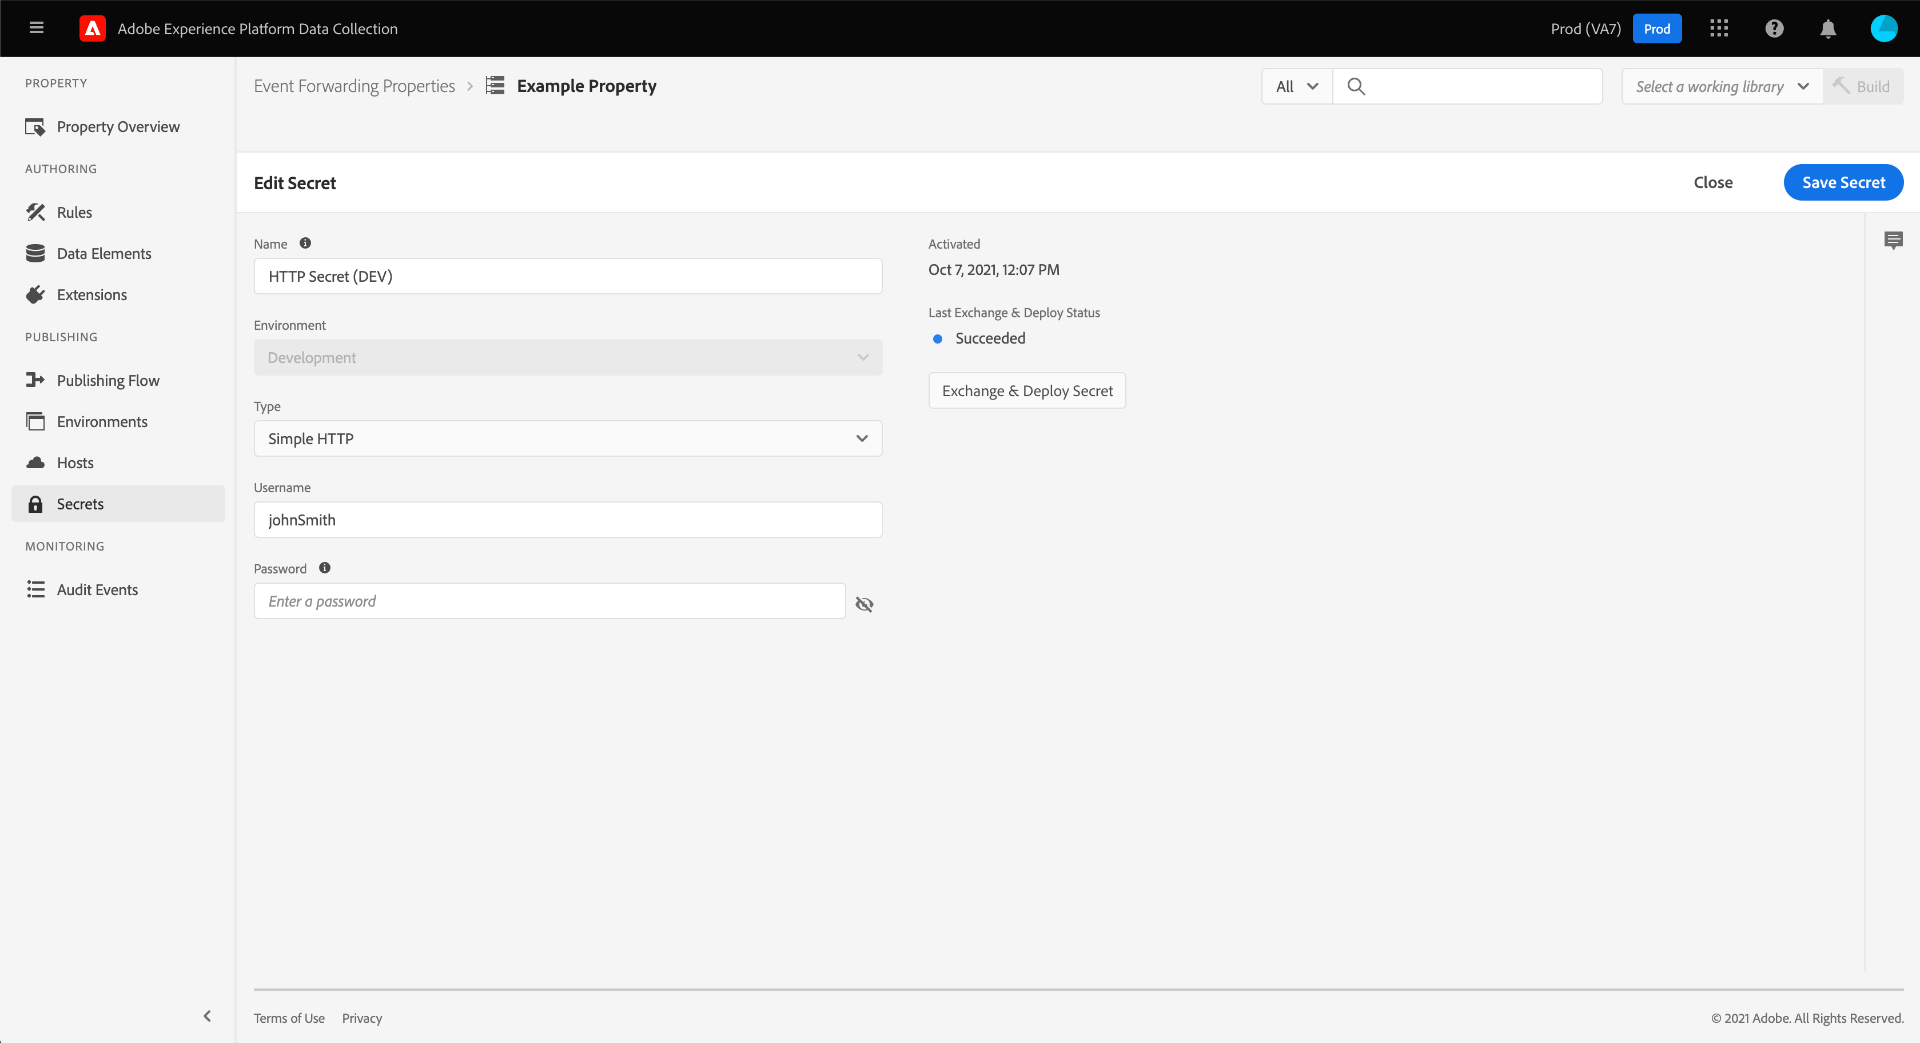 Adobe Experience Platform Data Collection
Prod (VA7)
Prod
PROPERTY
Property Overview
AUTHORING
Rules
Data Elements
Extensions
PUBLISHING
Publishing Flow
Environments
Hosts
Secrets
MONITORING
Audit Events
Event Forwarding Properties > Example Property
All
Select a working library
Build
Edit Secret
Close
Save Secret
Name
HTTP Secret (DEV)
Environment
Development
Type
Simple HTTP
Username
johnSmith
Password
Enter a password
Activated
Oct 7, 2021, 12:07 PM
Last Exchange & Deploy Status
Succeeded
Exchange & Deploy Secret
Terms of Use
Privacy
© 2021 Adobe. All Rights Reserved.